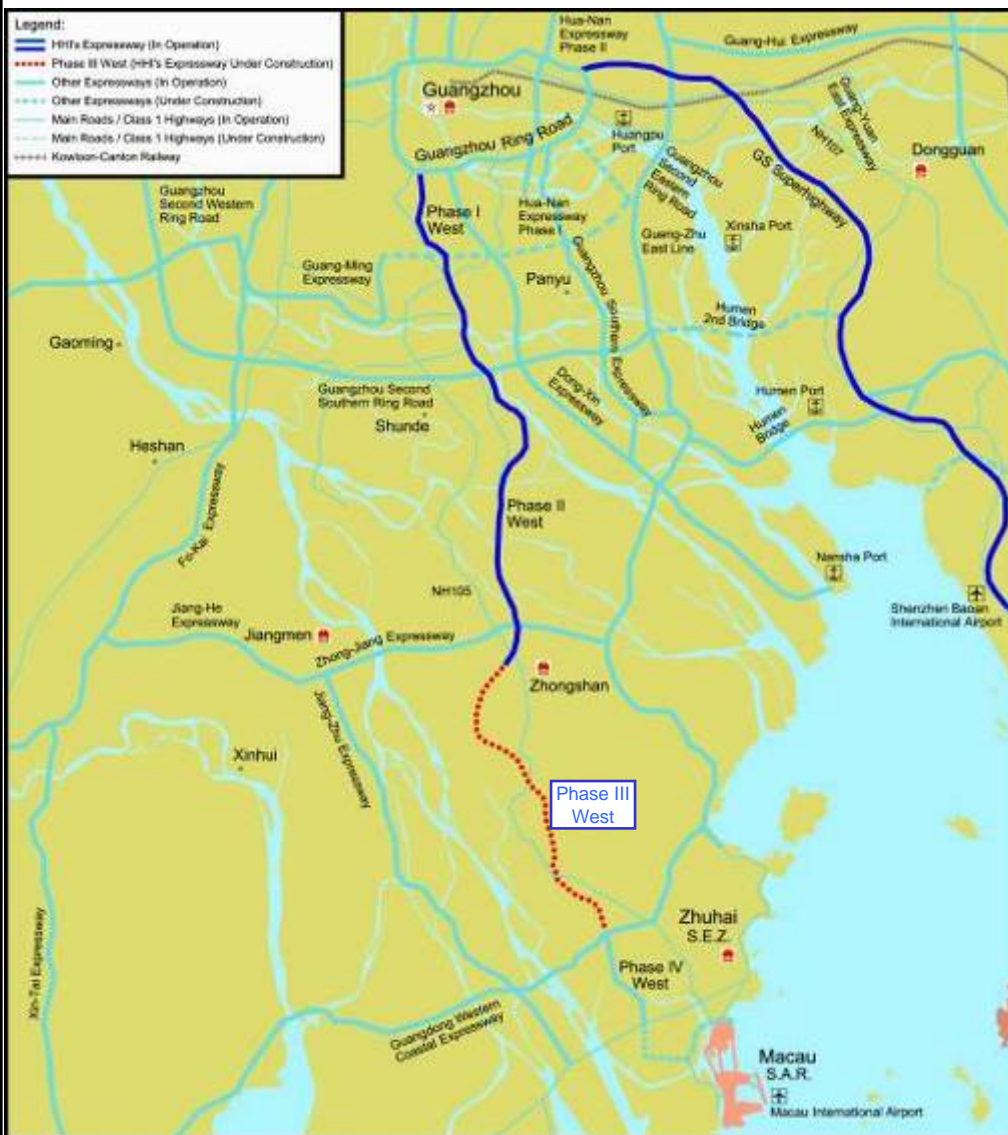 Legend:
HHI's Expressway (In Operation)
Phase III West (HHI's Expressway Under Construction)
Other Expressways (In Operation)
Other Expressways (Under Construction)
Main Roads / Class 1 Highways (In Operation)
Main Roads / Class 1 Highways (Under Construction)
Kowloon-Canton Railway
Hua-Nan
Expressway
Phase II
Guang-Hui Expressway
Guangzhou
Guangzhou Ring Road
Huangpu
Port
Guang-Yuan
East Expressway
NH107
Dongguan
GS Superhighway
Guangzhou
Second
Eastern
Ring Road
Guangzhou
Second Western
Ring Road
Phase I
West
Hua-Nan
Expressway
Phase I
Guang-Zhu
East Line
Xinsha Port
Guang-Ming
Expressway
Panyu
Guangzhou Southern Expressway
Humen
2nd Bridge
Gaoming
Dong-Xin
Expressway
Guangzhou Second
Southern Ring Road
Shunde
Humen Port
Humen
Bridge
Heshan
Fo-Kai Expressway
Phase II
West
Nansha Port
NH105
Shenzhen Baoan
International Airport
Jiang-He
Expressway
Jiangmen
Zhong-Jiang Expressway
Zhongshan
Jiang-Zhu Expressway
Xinhui
Phase III
West
Zhuhai
S.E.Z.
Phase IV
West
Xin-Tai Expressway
Guangdong Western
Coastal Expressway
Macau
S.A.R.
Macau International Airport